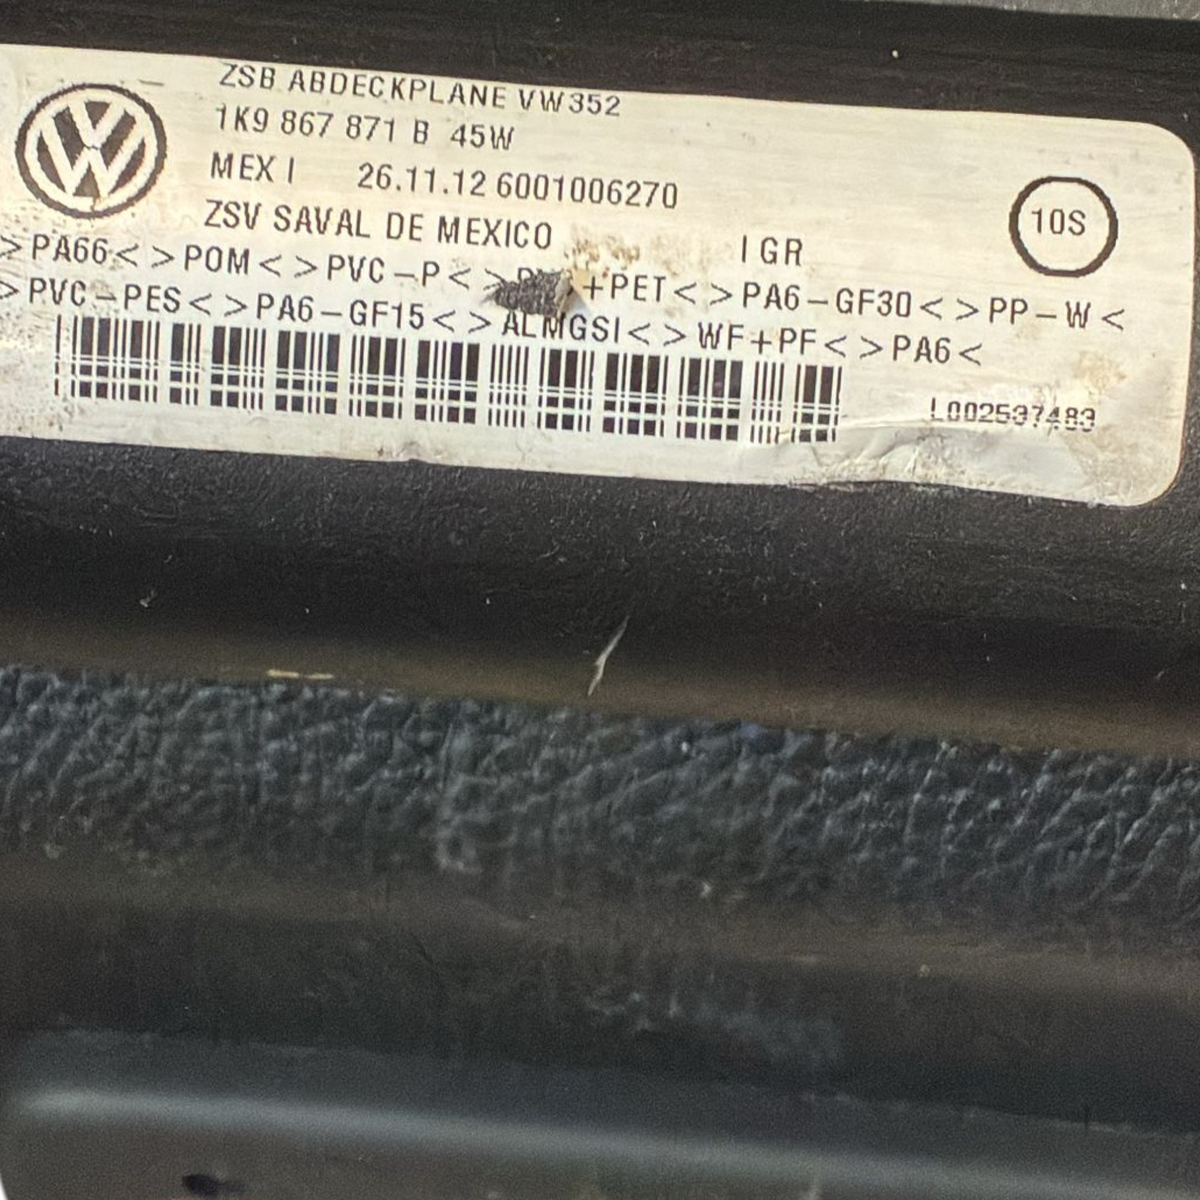 ZSB ABDECKPLANE VW352
1K9 867 871 B 45W
MEX I 26.11.12 6001006270
ZSV SAVAL DE MEXICO I GR
10S
>PA66< >POM< >PVC-P< +PET< >PA6-GF30< >PP-W<
>PVC-PES< >PA6-GF15< >ALMGSI< >WF+PF< >PA6<
L002537483